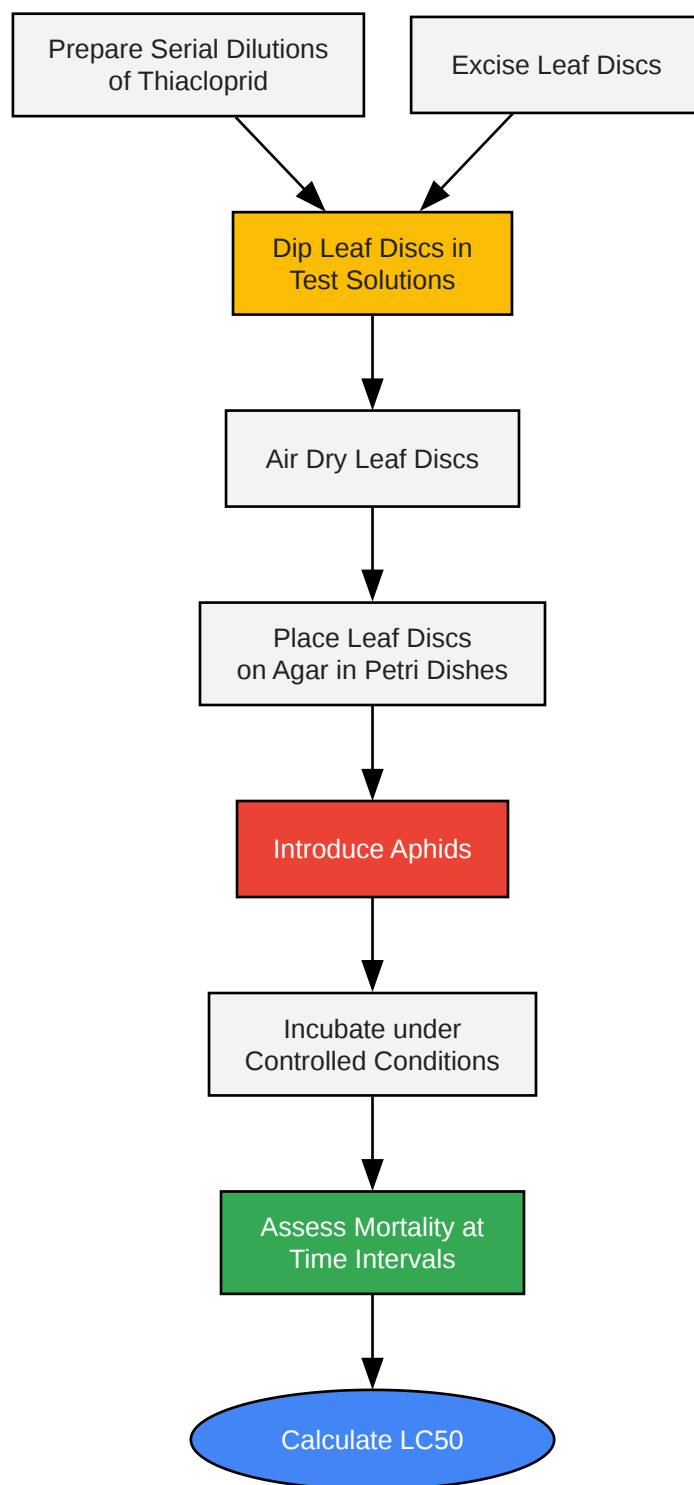 Prepare Serial Dilutions
of Thiacloprid
Excise Leaf Discs
Dip Leaf Discs in
Test Solutions
Air Dry Leaf Discs
Place Leaf Discs
on Agar in Petri Dishes
Introduce Aphids
Incubate under
Controlled Conditions
Assess Mortality at
Time Intervals
Calculate LC50